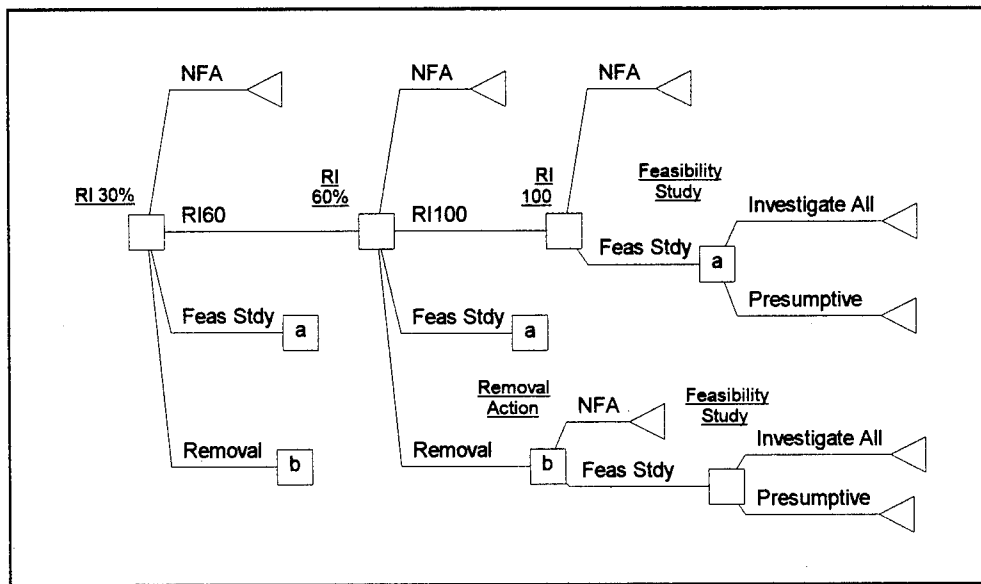 NFA
NFA
NFA
RI 30%
RI
60%
RI
100
Feasibility
Study
RI60
RI100
Investigate All
Feas Stdy
a
Presumptive
Feas Stdy
a
Feas Stdy
a
Removal
Action
NFA
Feasibility
Study
Investigate All
Removal
b
Removal
b
Feas Stdy
Presumptive